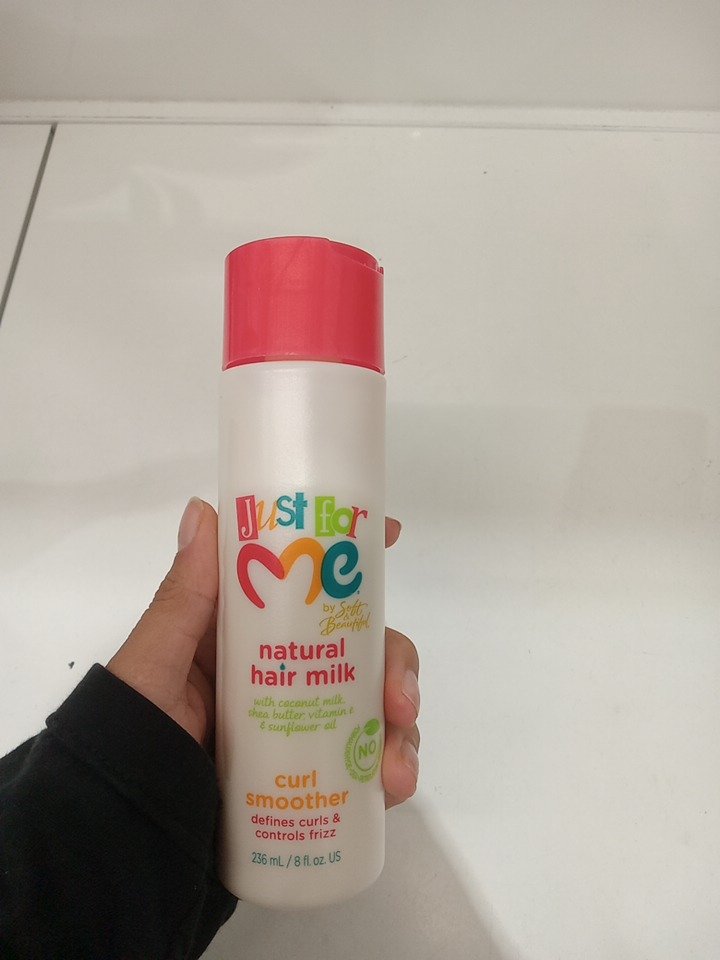 Just for
me
by Soft
&
Beautiful
natural
hair milk
with coconut milk,
shea butter vitamin e
& sunflower oil
NO
curl
smoother
defines curls &
controls frizz
236 mL / 8 fl. oz. US